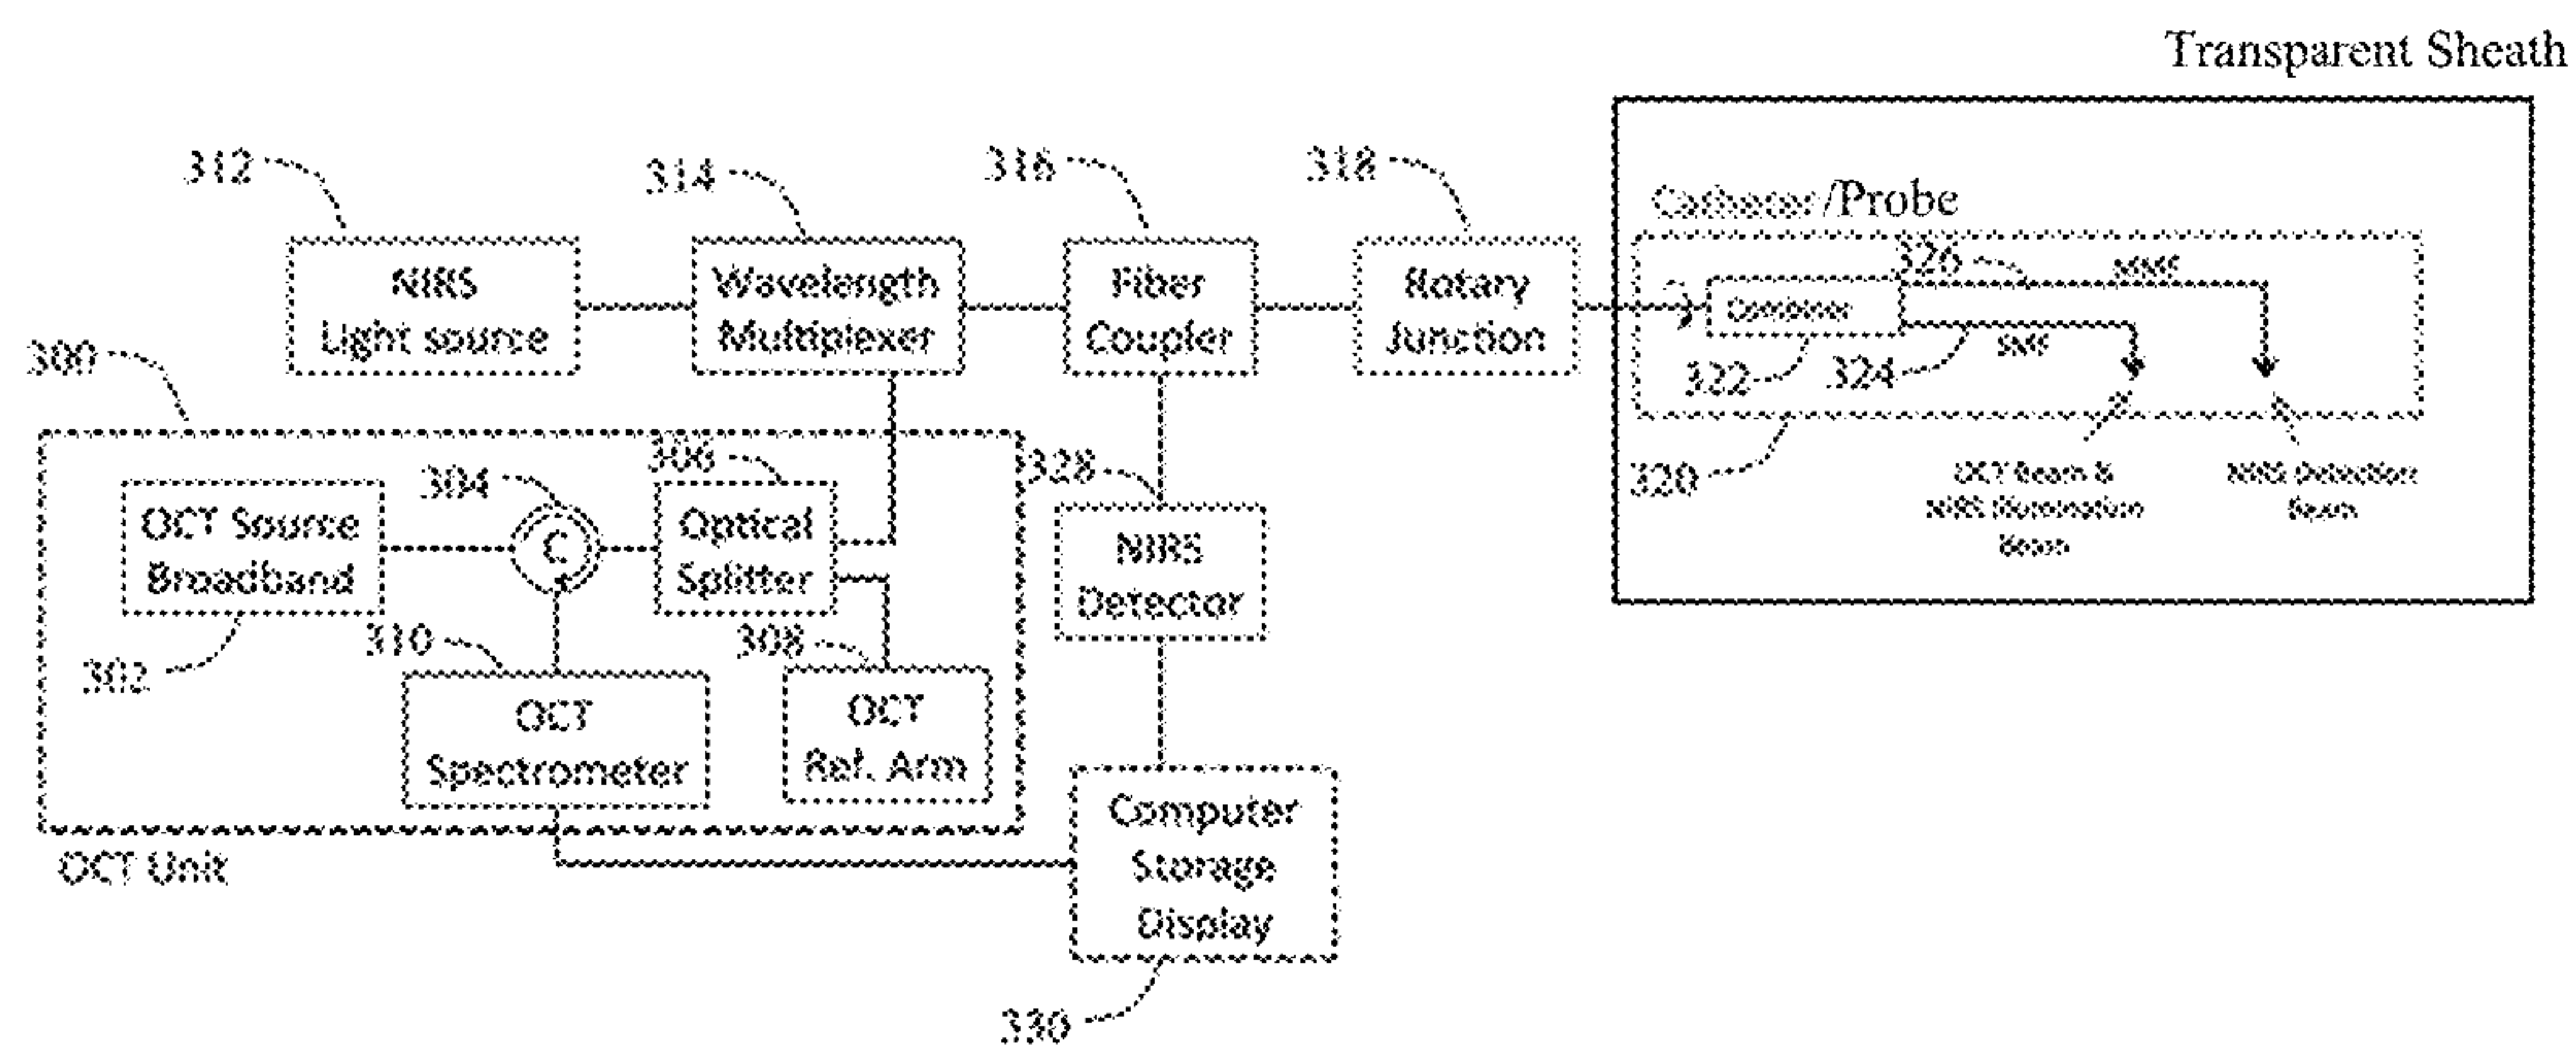 Transparent Sheath
312
314
316
318
Catheter/Probe
NIRS
Light source
Wavelength
Multiplexer
Fiber
Coupler
Rotary
Junction
326
MMF
Combiner
SMF
322
324
300
320
OCT Beam &
NIRS Illumination
Beam
NIRS Detection
Beam
304
306
328
OCT Source
Broadband
C
Optical
Splitter
NIRS
Detector
302
310
308
OCT
Spectrometer
OCT
Ref. Arm
Computer
Storage
Display
OCT Unit
330